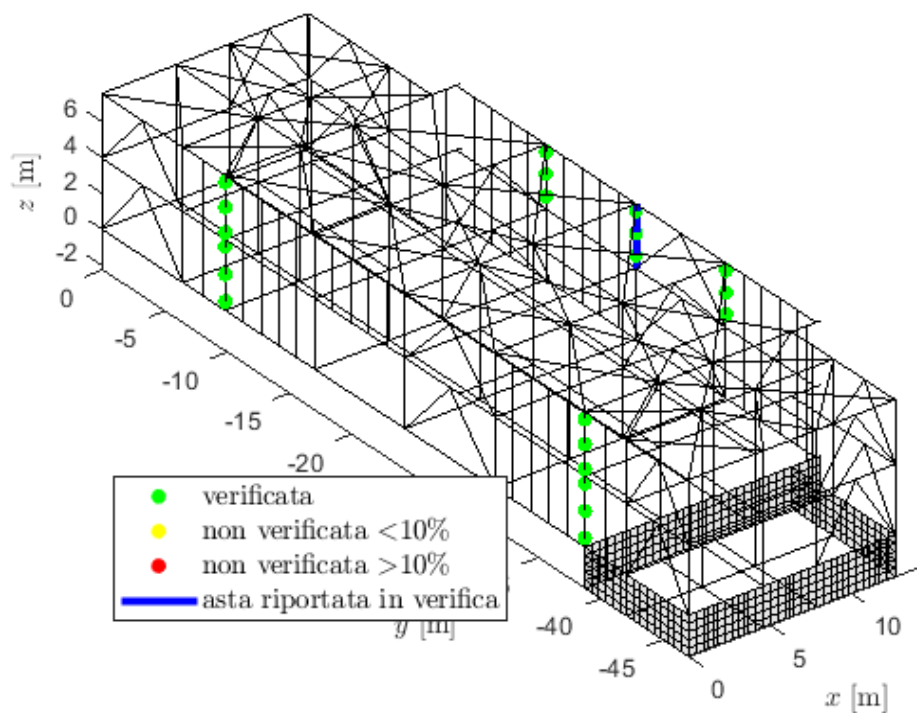 6
4
2
0
-2
z [m]
0
-5
-10
-15
-20
verificata
non verificata <10%
non verificata >10%
asta riportata in verifica
y [m]
-40
-45
0
5
10
x [m]